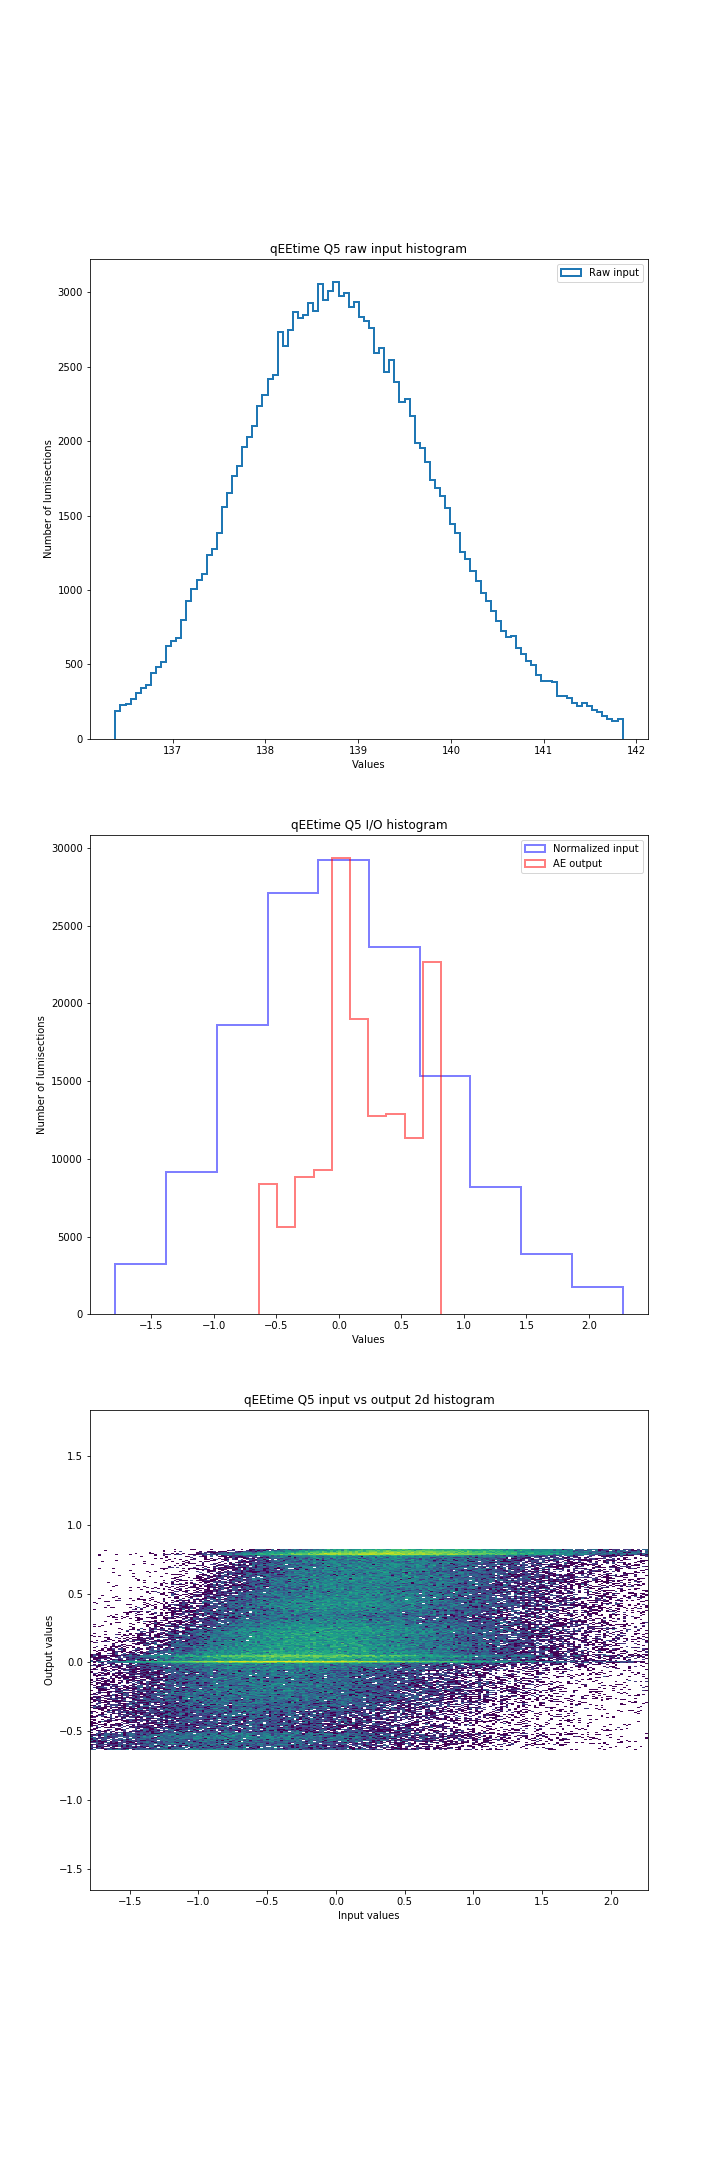 qEEtime Q5 raw input histogram
Raw input
3000
2500
2000
1500
1000
500
0
Number of lumisections
137 138 139 140 141 142
Values
qEEtime Q5 I/O histogram
Normalized input
AE output
30000
25000
20000
15000
10000
5000
0
Number of lumisections
−1.5 −1.0 −0.5 0.0 0.5 1.0 1.5 2.0
Values
qEEtime Q5 input vs output 2d histogram
1.5
1.0
0.5
0.0
−0.5
−1.0
−1.5
Output values
−1.5 −1.0 −0.5 0.0 0.5 1.0 1.5 2.0
Input values